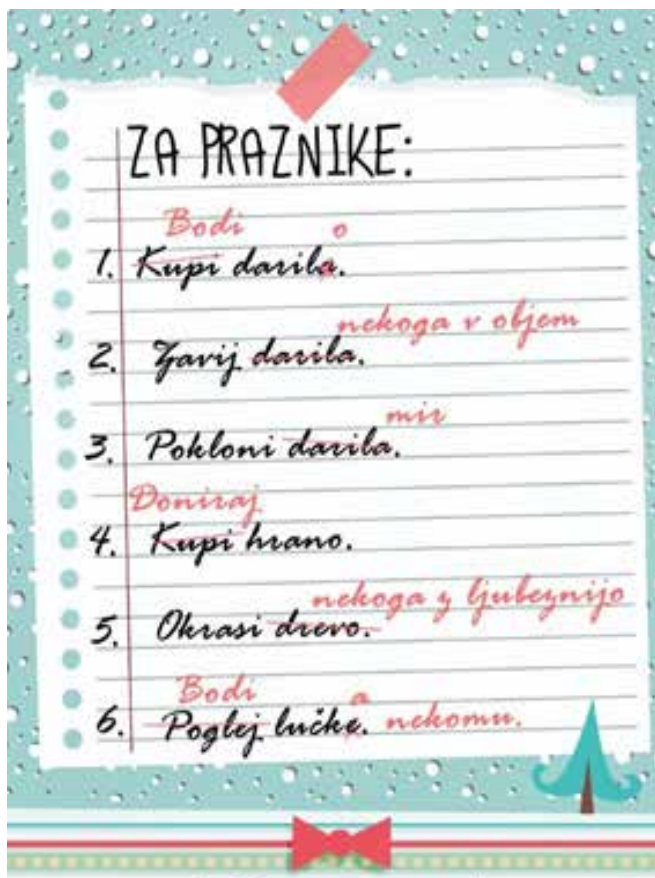 ZA PRAZNIKE:
Bodi o
1. Kupi darila.
nekoga v objem
2. Zavij darila.
mir
3. Pokloni darila.
Doniraj
4. Kupi hrano.
nekoga z ljubeznijo
5. Okrasi drevo.
Bodi a
6. Poglej lučke. nekomu.